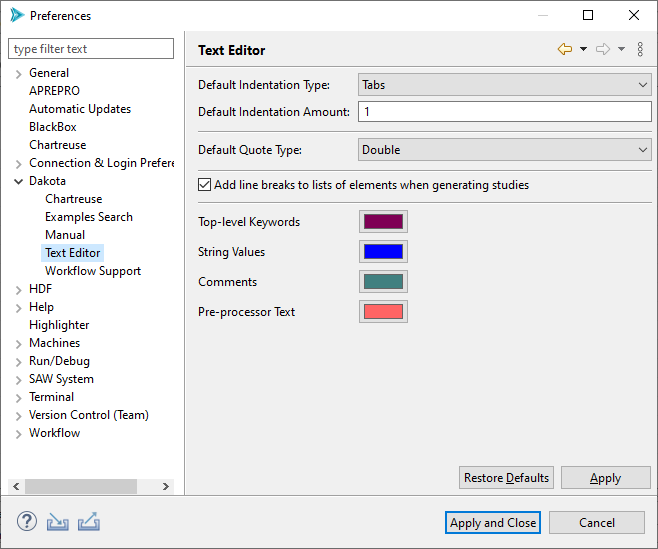 Preferences
type filter text
General
APREPRO
Automatic Updates
BlackBox
Chartreuse
Connection & Login Prefere
Dakota
Chartreuse
Examples Search
Manual
Text Editor
Workflow Support
HDF
Help
Highlighter
Machines
Run/Debug
SAW System
Terminal
Version Control (Team)
Workflow
Text Editor
Default Indentation Type: Tabs
Default Indentation Amount: 1
Default Quote Type: Double
Add line breaks to lists of elements when generating studies
Top-level Keywords
String Values
Comments
Pre-processor Text
Restore Defaults Apply
Apply and Close Cancel